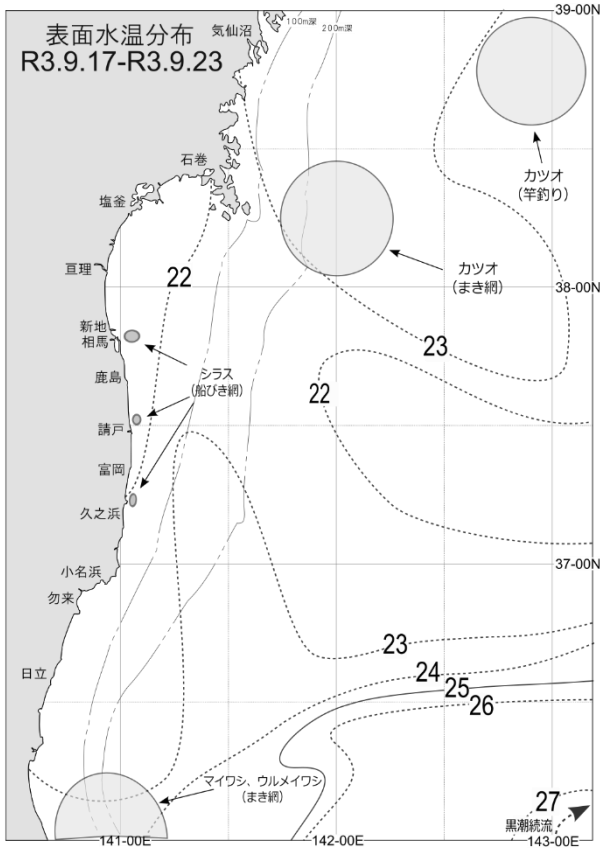 表面水温分布
R3.9.17-R3.9.23
気仙沼
100m深
200m深
39-00N
石巻
塩釜
カツオ
(竿釣り)
亘理
22
カツオ
(まき網)
38-00N
新地
相馬
23
鹿島
シラス
(船びき網)
22
請戸
富岡
久之浜
37-00N
小名浜
勿来
23
日立
24
25
26
マイワシ、ウルメイワシ
(まき網)
27
黒潮続流
141-00E
142-00E
143-00E